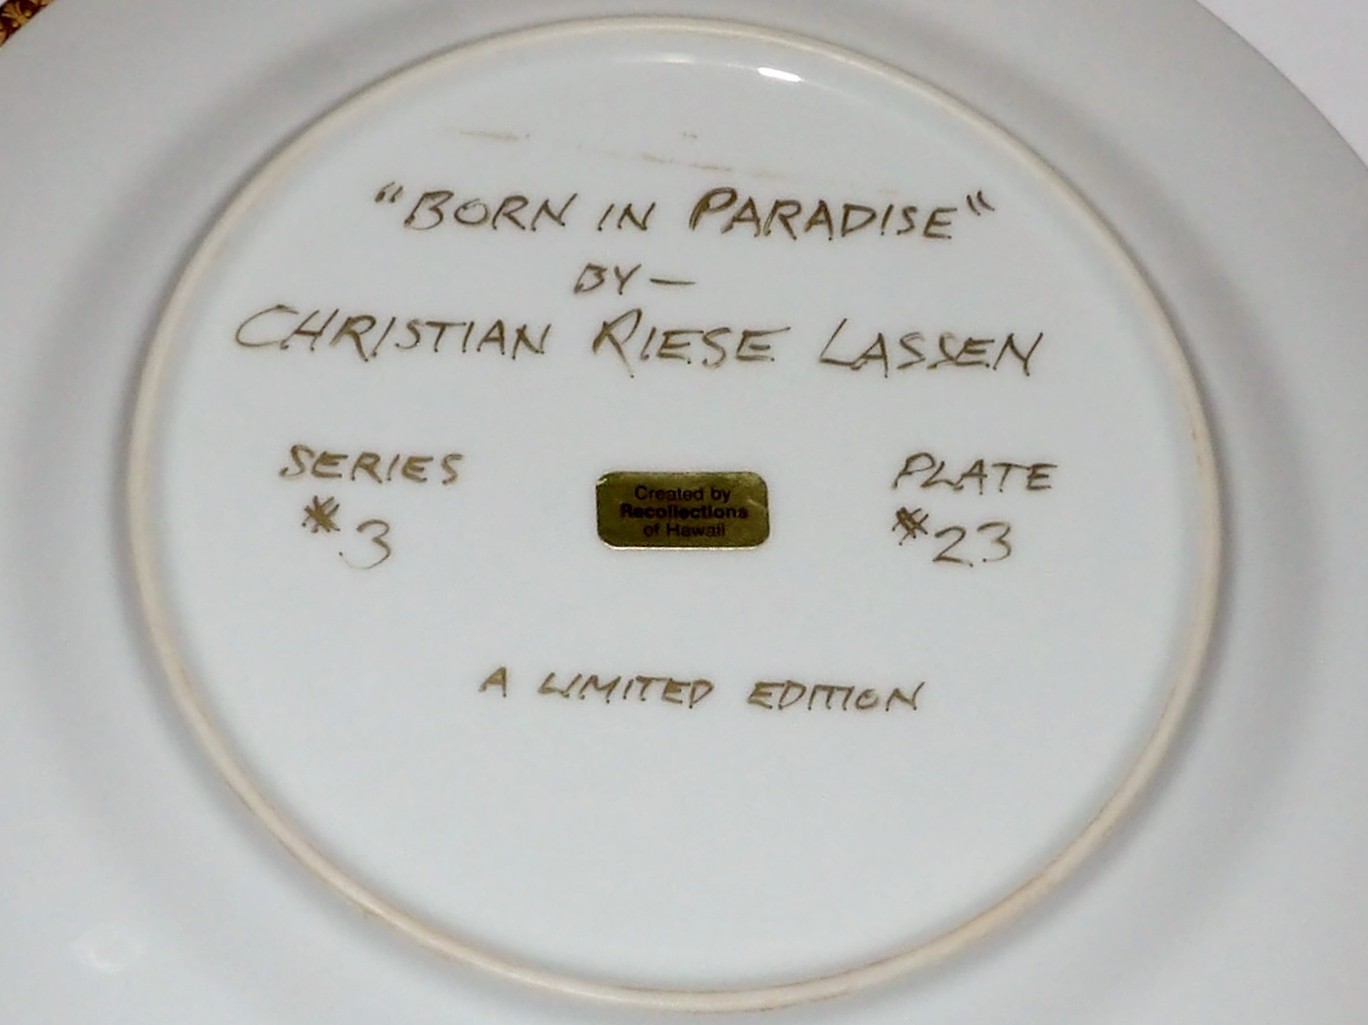 "BORN IN PARADISE"
BY—
CHRISTIAN RIESE LASSEN
SERIES
#3
Created by
Recollections
of Hawaii
PLATE
#23
A LIMITED EDITION